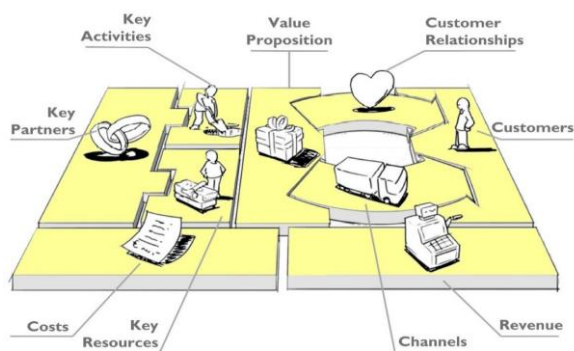 Key
Activities
Value
Proposition
Customer
Relationships
Key
Partners
Customers
Costs
Key
Resources
Channels
Revenue